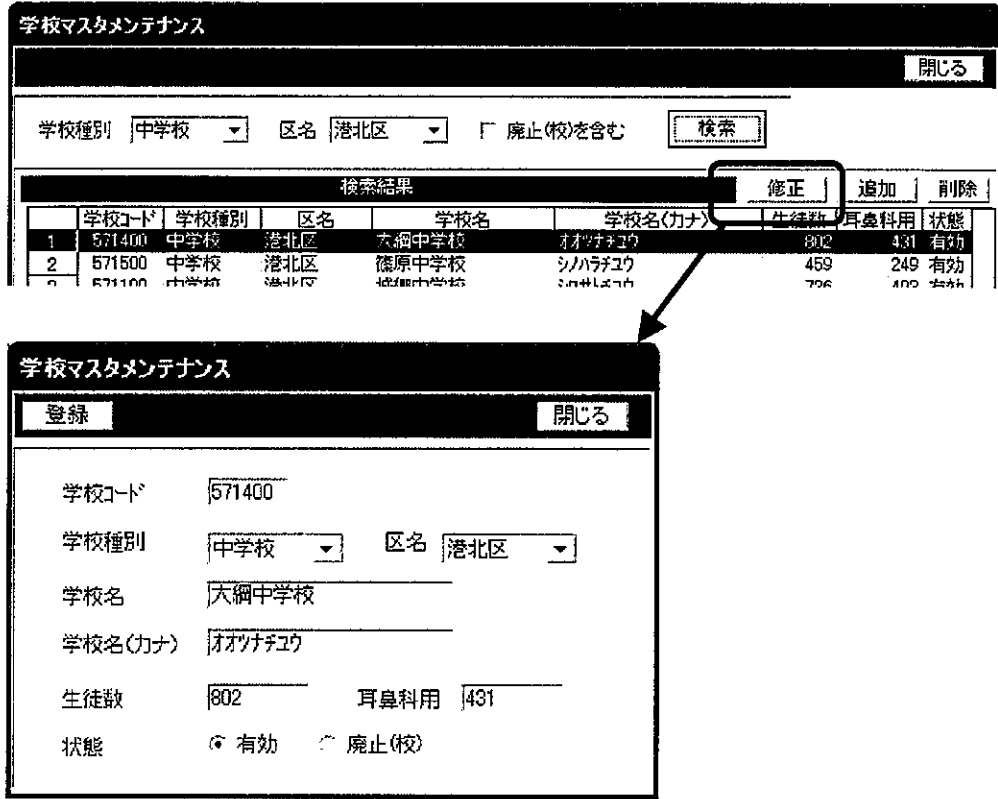 学校マスタメンテナンス
閉じる
学校種別 中学校 区名 港北区 廃止(校)を含む 検索
検索結果 修正 追加 削除
学校コード 学校種別 区名 学校名 学校名(カナ) 生徒数 耳鼻科用 状態
1 571400 中学校 港北区 大綱中学校 オオツナチユウ 802 431 有効
2 571500 中学校 港北区 篠原中学校 シノハラチユウ 459 249 有効
学校マスタメンテナンス
登録 閉じる
学校コード 571400
学校種別 中学校 区名 港北区
学校名 大綱中学校
学校名(カナ) オオツナチユウ
生徒数 802 耳鼻科用 431
状態 有効 廃止(校)